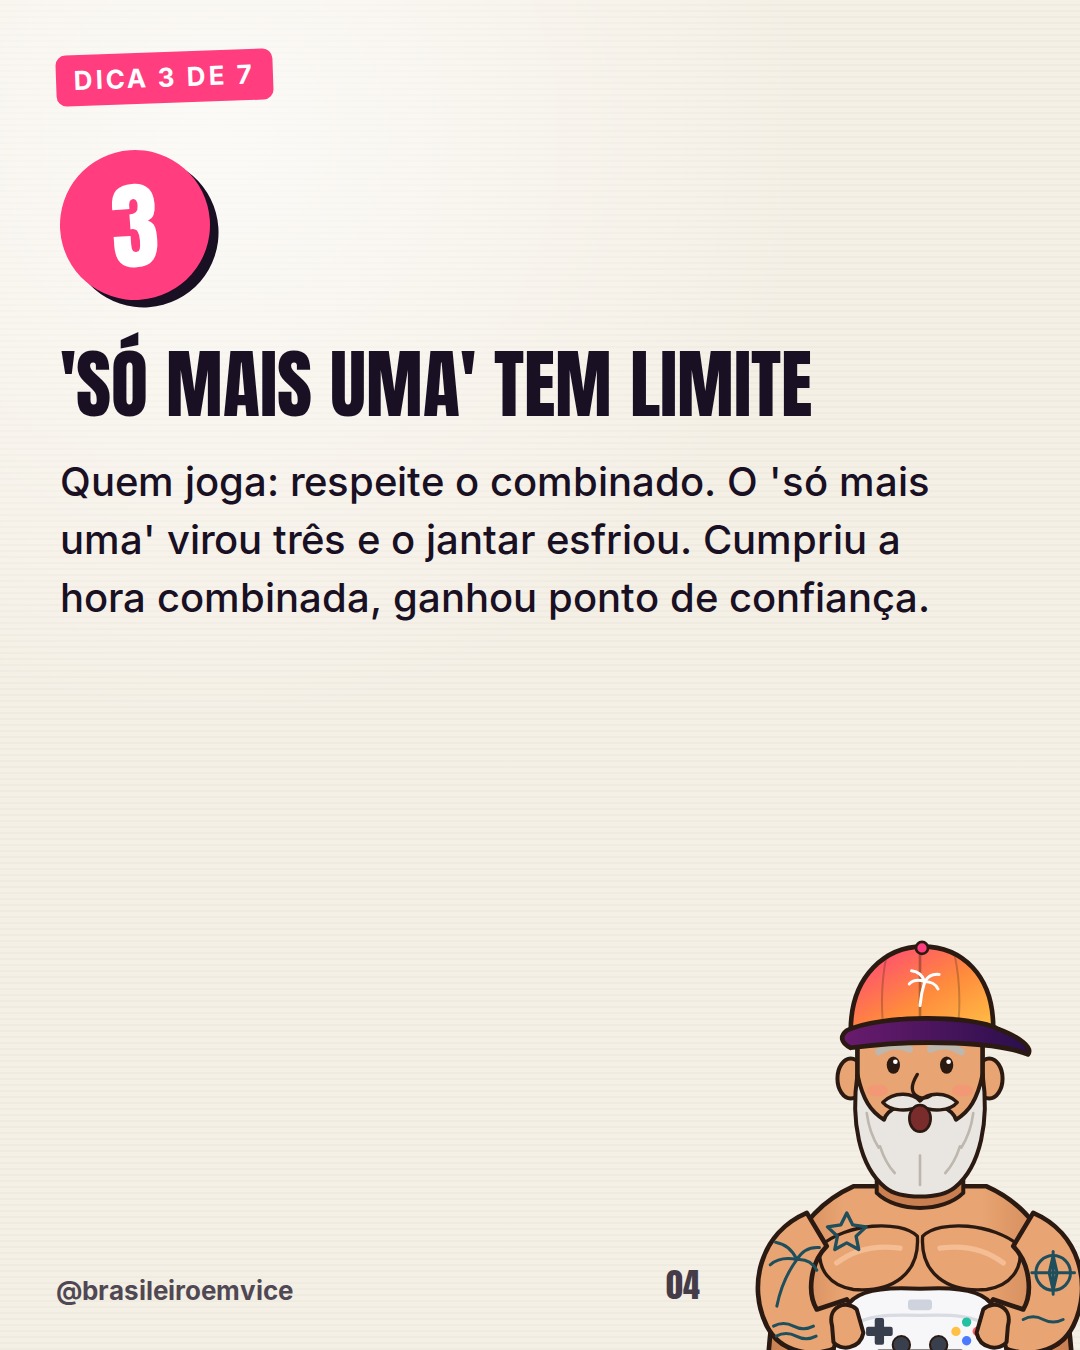 DICA 3 DE 7
3
'SÓ MAIS UMA' TEM LIMITE
Quem joga: respeite o combinado. O 'só mais
uma' virou três e o jantar esfriou. Cumpriu a
hora combinada, ganhou ponto de confiança.
@brasileiroemvice
04